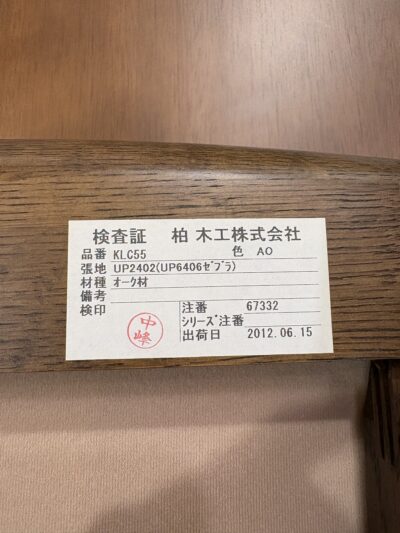 検査証 柏木工株式会社
品番 KLC55 色 AO
張地 UP2402(UP6406ｾﾞﾌﾞﾗ)
材種 ｵｰｸ材
備考
検印 注番 67332
シリーズ注番
出荷日 2012.06.15
中峰